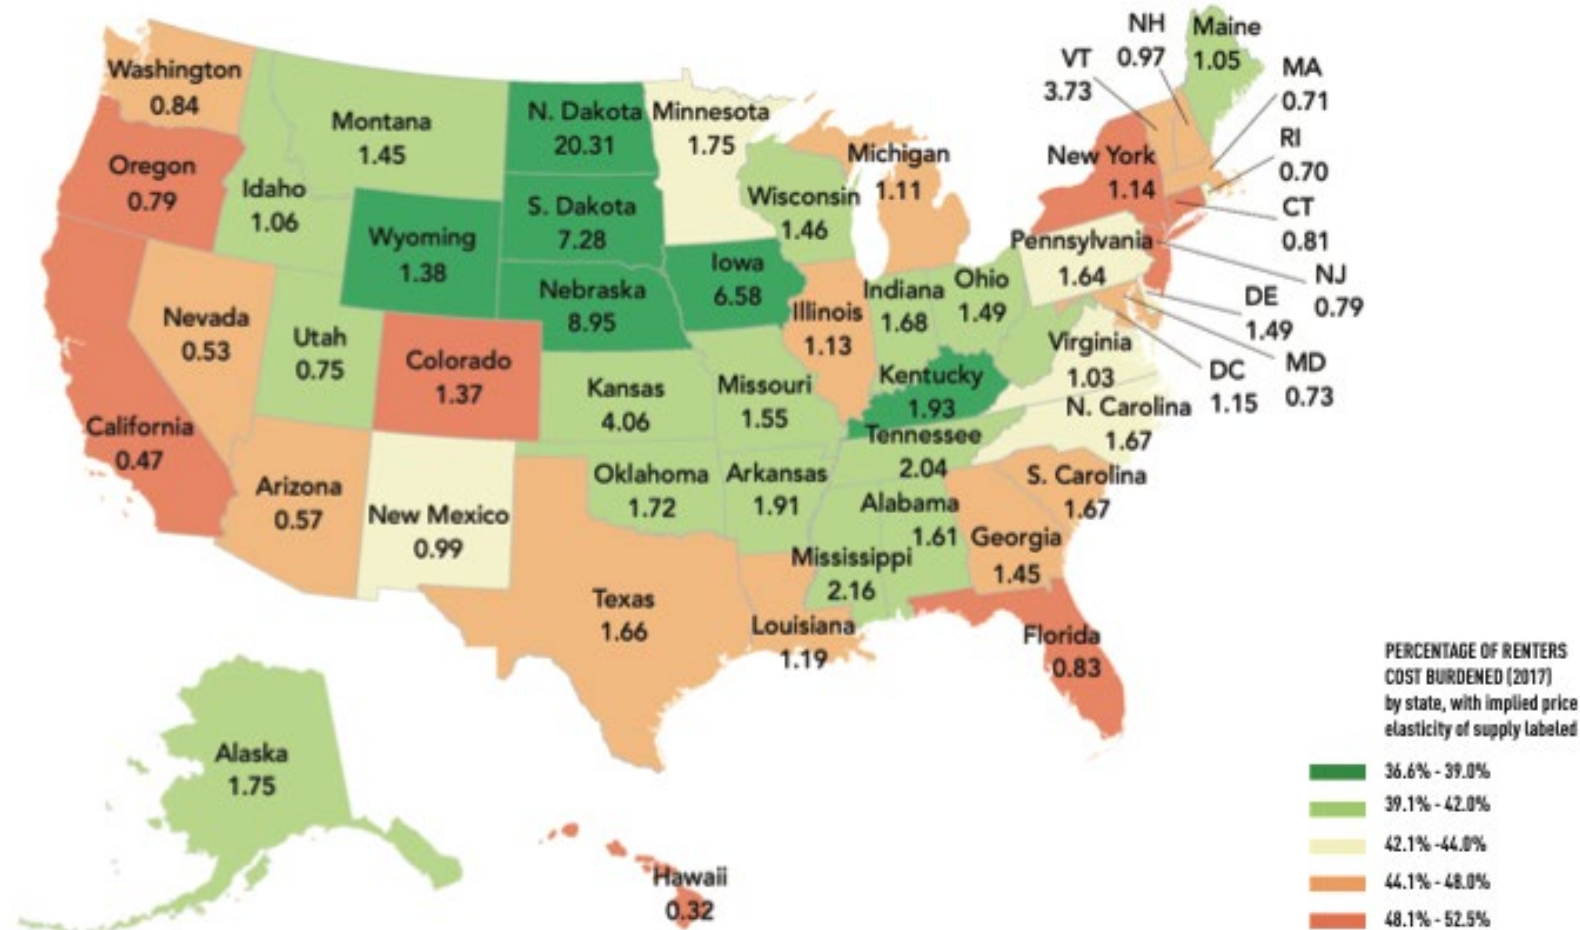 Washington
0.84
Oregon
0.79
California
0.47
Nevada
0.53
Idaho
1.06
Montana
1.45
Wyoming
1.38
Utah
0.75
Arizona
0.57
Colorado
1.37
New Mexico
0.99
N. Dakota
20.31
S. Dakota
7.28
Nebraska
8.95
Kansas
4.06
Oklahoma
1.72
Texas
1.66
Minnesota
1.75
Iowa
6.58
Missouri
1.55
Arkansas
1.91
Louisiana
1.19
Wisconsin
1.46
Illinois
1.13
Michigan
1.11
Indiana
1.68
Ohio
1.49
Kentucky
1.93
Tennessee
2.04
Mississippi
2.16
Alabama
1.61
Georgia
1.45
Florida
0.83
S. Carolina
1.67
N. Carolina
1.67
Virginia
1.03
Pennsylvania
1.64
New York
1.14
VT
3.73
NH
0.97
Maine
1.05
MA
0.71
RI
0.70
CT
0.81
NJ
0.79
DE
1.49
MD
0.73
DC
1.15
Alaska
1.75
Hawaii
0.32
PERCENTAGE OF RENTERS
COST BURDENED (2017)
by state, with implied price
elasticity of supply labeled
36.6% - 39.0%
39.1% - 42.0%
42.1% -44.0%
44.1% - 48.0%
48.1% - 52.5%